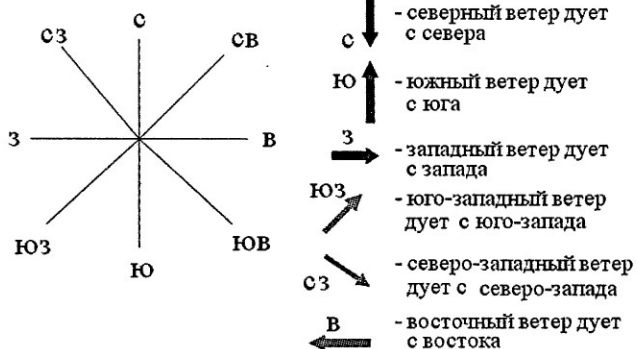 С
СЗ
СВ
З
В
ЮЗ
ЮВ
Ю
- северный ветер дует
С с севера
Ю - южный ветер дует
с юга
З
- западный ветер дует
с запада
ЮЗ - юго-западный ветер
дует с юго-запада
- северо-западный ветер
СЗ дует с северо-запада
В - восточный ветер дует
с востока